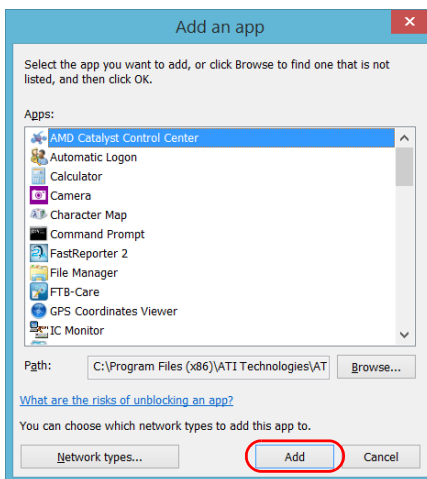 Add an app
Select the app you want to add, or click Browse to find one that is not
listed, and then click OK.
Apps:
AMD Catalyst Control Center
Automatic Logon
Calculator
Camera
Character Map
Command Prompt
FastReporter 2
File Manager
FTB-Care
GPS Coordinates Viewer
IC Monitor
Path: C:\Program Files (x86)\ATI Technologies\AT Browse...
What are the risks of unblocking an app?
You can choose which network types to add this app to.
Network types... Add Cancel